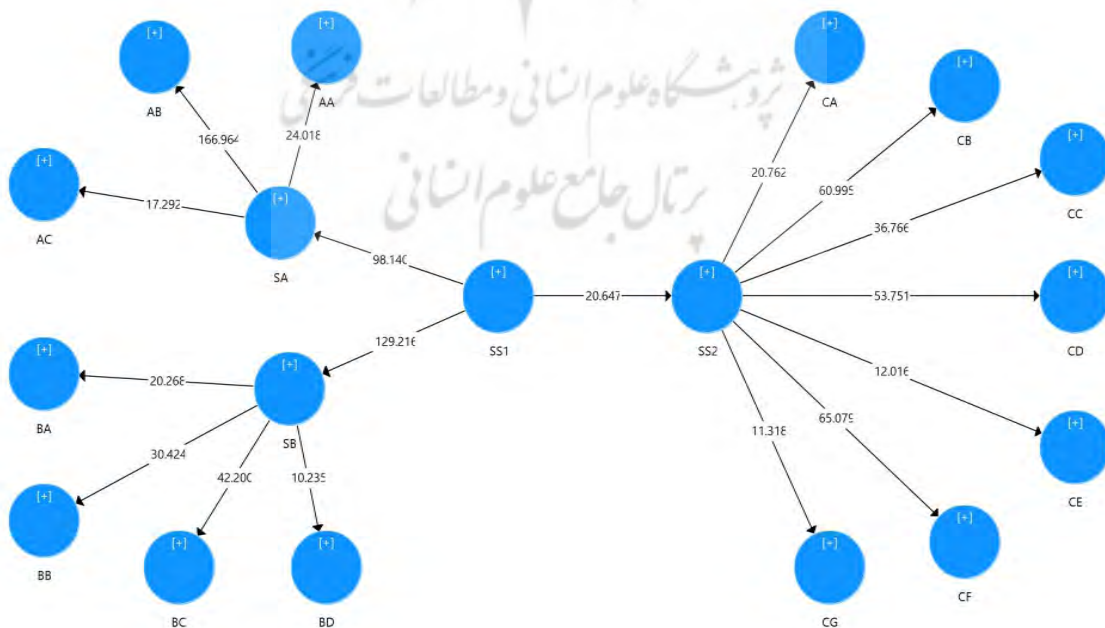 [+]
AB
[+]
AA
[+]
CA
[+]
CB
[+]
CC
[+]
AC
[+]
SA
166.964
24.018
17.292
98.140
پژوهشگاه علوم انسانی و مطالعات فرهنگی
پرتال جامع علوم انسانی
20.762
60.995
36.766
[+]
SS1
20.647
[+]
SS2
53.751
[+]
CD
129.216
12.016
[+]
BA
20.268
[+]
SB
30.424
42.200
10.235
11.318
65.079
[+]
CE
[+]
BB
[+]
BC
[+]
BD
[+]
CG
[+]
CF